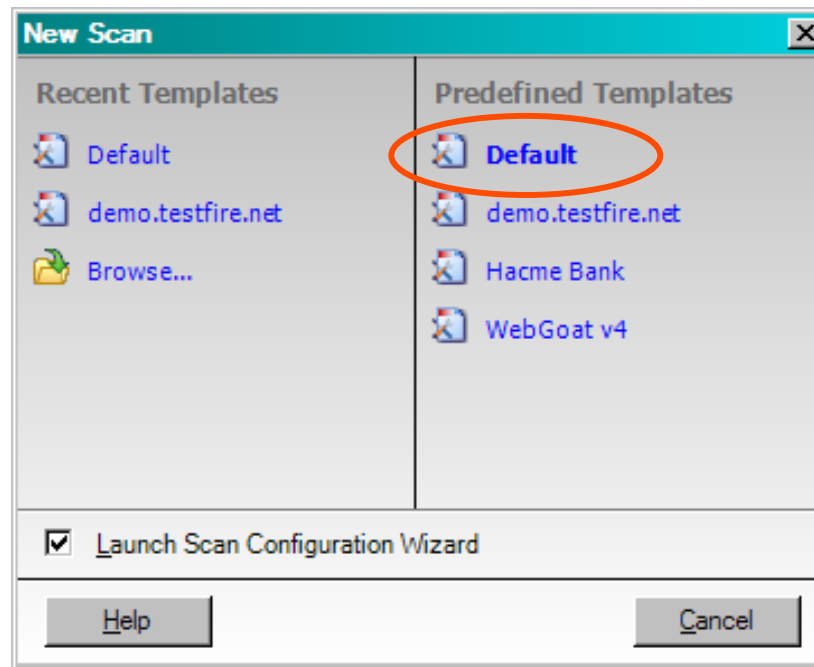 New Scan
Recent Templates
Default
demo.testfire.net
Browse...
Predefined Templates
Default
demo.testfire.net
Hacme Bank
WebGoat v4
Launch Scan Configuration Wizard
Help
Cancel